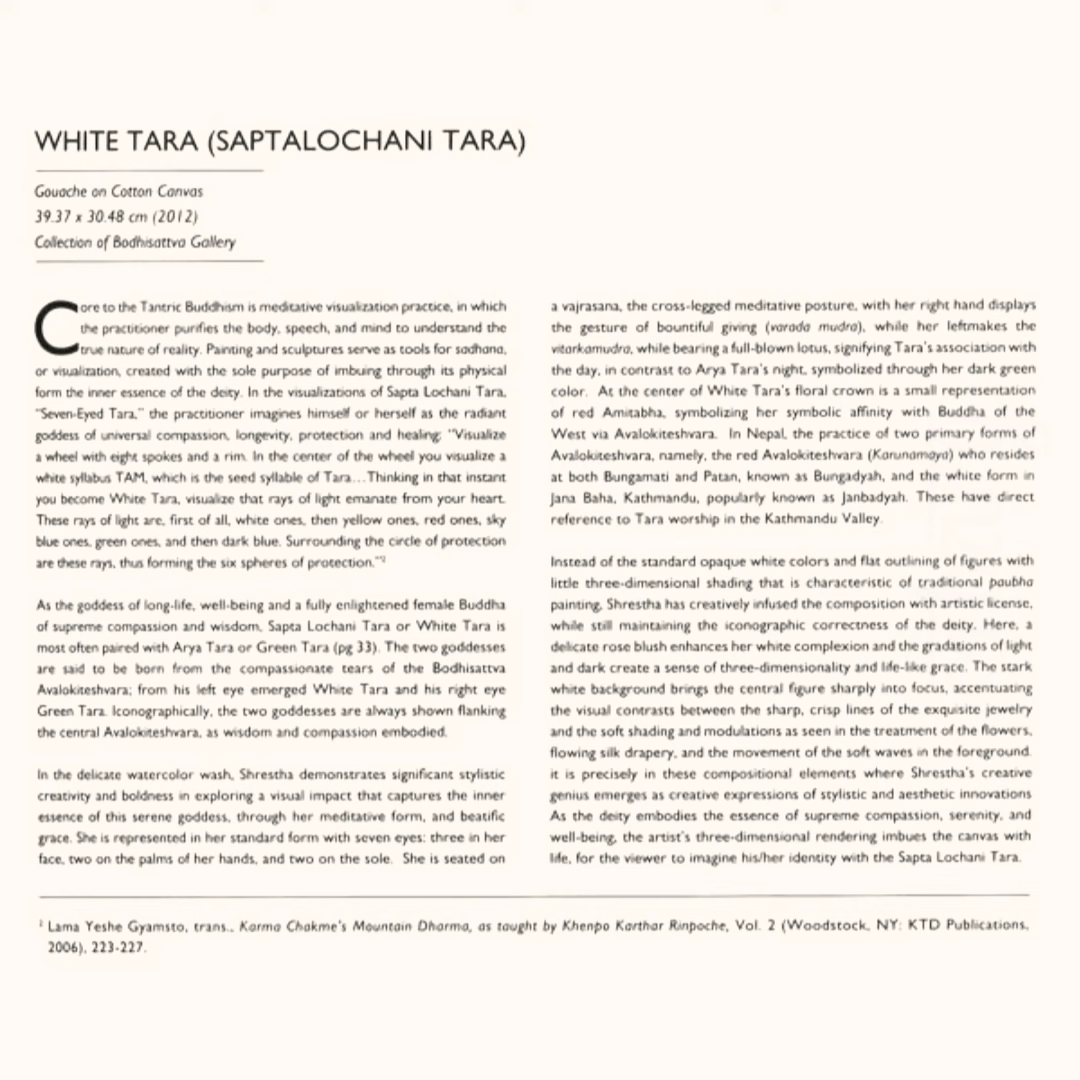 WHITE TARA (SAPTALOCHANI TARA)
Gouache on Cotton Canvas
39.37 x 30.48 cm (2012)
Collection of Bodhisattva Gallery
Core to the Tantric Buddhism is meditative visualization practice, in which
the practitioner purifies the body, speech, and mind to understand the
true nature of reality. Painting and sculptures serve as tools for sadhana,
or visualization, created with the sole purpose of imbuing through its physical
form the inner essence of the deity. In the visualizations of Sapta Lochani Tara,
"Seven-Eyed Tara," the practitioner imagines himself or herself as the radiant
goddess of universal compassion, longevity, protection and healing: "Visualize
a wheel with eight spokes and a rim. In the center of the wheel you visualize a
white syllabus TAM, which is the seed syllable of Tara...Thinking in that instant
you become White Tara, visualize that rays of light emanate from your heart.
These rays of light are, first of all, white ones, then yellow ones, red ones, sky
blue ones, green ones, and then dark blue. Surrounding the circle of protection
are these rays, thus forming the six spheres of protection."²
As the goddess of long-life, well-being and a fully enlightened female Buddha
of supreme compassion and wisdom, Sapta Lochani Tara or White Tara is
most often paired with Arya Tara or Green Tara (pg 33). The two goddesses
are said to be born from the compassionate tears of the Bodhisattva
Avalokiteshvara; from his left eye emerged White Tara and his right eye
Green Tara. Iconographically, the two goddesses are always shown flanking
the central Avalokiteshvara, as wisdom and compassion embodied.
In the delicate watercolor wash, Shrestha demonstrates significant stylistic
creativity and boldness in exploring a visual impact that captures the inner
essence of this serene goddess, through her meditative form, and beatific
grace. She is represented in her standard form with seven eyes: three in her
face, two on the palms of her hands, and two on the sole. She is seated on
a vajrasana, the cross-legged meditative posture, with her right hand displays
the gesture of bountiful giving (varada mudra), while her leftmakes the
vitarkamudra, while bearing a full-blown lotus, signifying Tara's association with
the day, in contrast to Arya Tara's night, symbolized through her dark green
color. At the center of White Tara's floral crown is a small representation
of red Amitabha, symbolizing her symbolic affinity with Buddha of the
West via Avalokiteshvara. In Nepal, the practice of two primary forms of
Avalokiteshvara, namely, the red Avalokiteshvara (Karunamaya) who resides
at both Bungamati and Patan, known as Bungadyah, and the white form in
Jana Baha, Kathmandu, popularly known as Janbadyah. These have direct
reference to Tara worship in the Kathmandu Valley.
Instead of the standard opaque white colors and flat outlining of figures with
little three-dimensional shading that is characteristic of traditional paubha
painting, Shrestha has creatively infused the composition with artistic license,
while still maintaining the iconographic correctness of the deity. Here, a
delicate rose blush enhances her white complexion and the gradations of light
and dark create a sense of three-dimensionality and life-like grace. The stark
white background brings the central figure sharply into focus, accentuating
the visual contrasts between the sharp, crisp lines of the exquisite jewelry
and the soft shading and modulations as seen in the treatment of the flowers,
flowing silk drapery, and the movement of the soft waves in the foreground.
it is precisely in these compositional elements where Shrestha's creative
genius emerges as creative expressions of stylistic and aesthetic innovations
As the deity embodies the essence of supreme compassion, serenity, and
well-being, the artist's three-dimensional rendering imbues the canvas with
life, for the viewer to imagine his/her identity with the Sapta Lochani Tara.
² Lama Yeshe Gyamsto, trans., Karma Chakme's Mountain Dharma, as taught by Khenpo Karthar Rinpoche, Vol. 2 (Woodstock, NY: KTD Publications,
2006), 223-227.